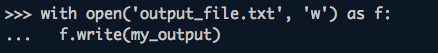 >>> with open('output_file.txt', 'w') as f:
...   f.write(my_output)